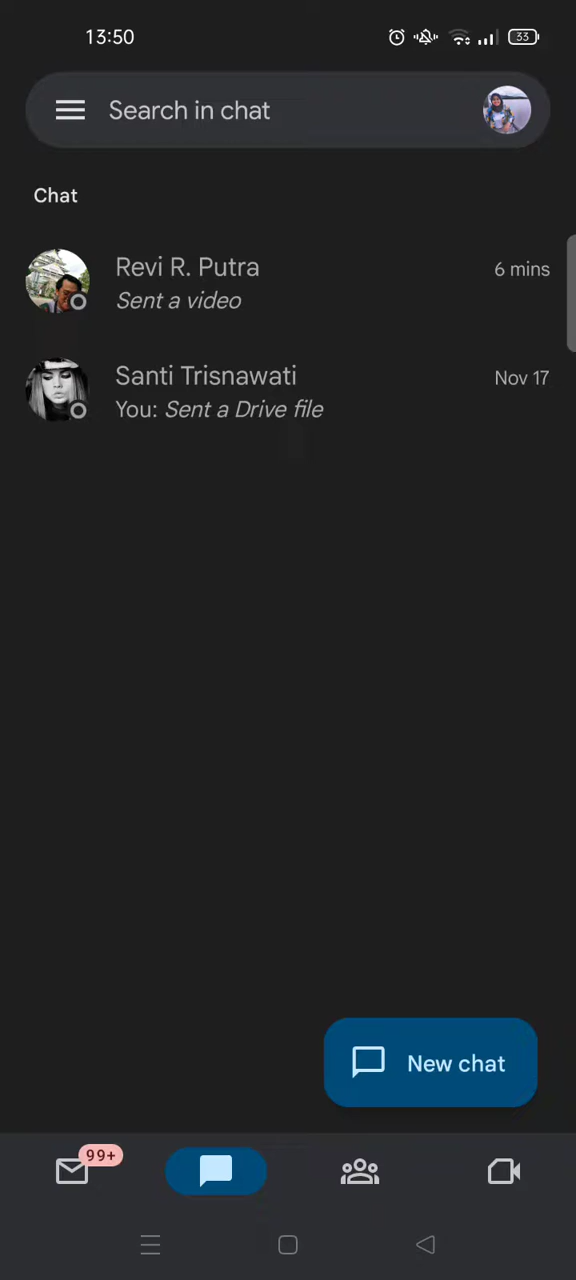 13:50
33
Search in chat
Chat
Revi R. Putra
6 mins
Sent a video
Santi Trisnawati
Nov 17
You: Sent a Drive file
New chat
99+